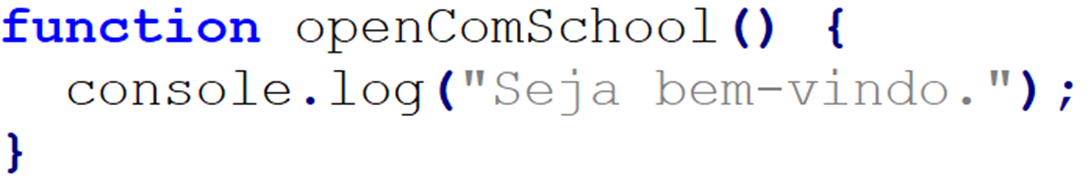 function openComSchool() {
  console.log("Seja bem-vindo.");
}